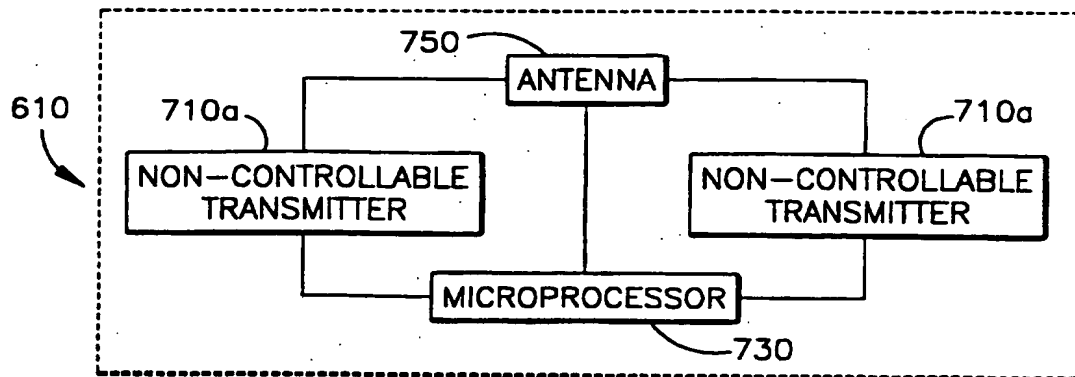 750
ANTENNA
610
710a
710a
NON-CONTROLLABLE
TRANSMITTER
NON-CONTROLLABLE
TRANSMITTER
MICROPROCESSOR
730